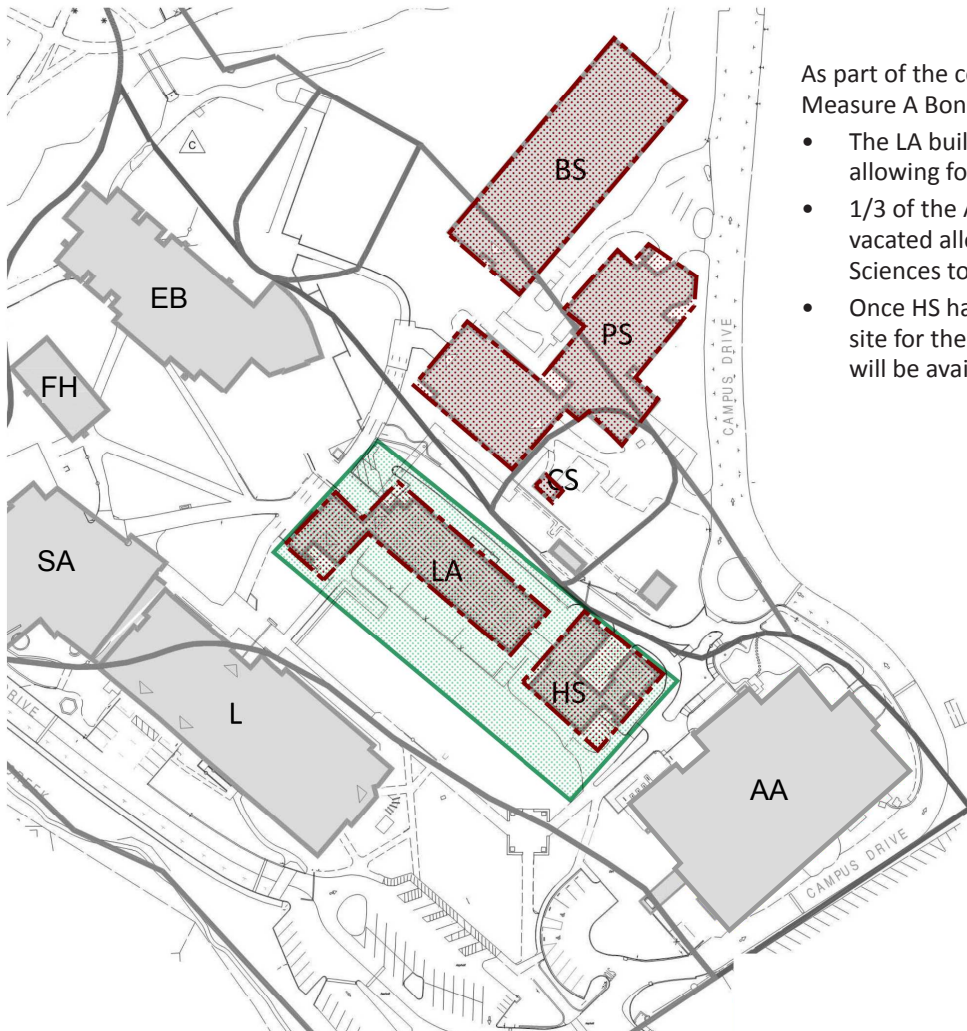 As part of the co
Measure A Bon
• The LA buil
allowing fo
• 1/3 of the A
vacated allo
Sciences to
• Once HS ha
site for the
will be avai
C
BS
EB
PS
CAMPUS DRIVE
FH
CS
SA
LA
HS
L
DRIVE
AA
CAMPUS DRIVE